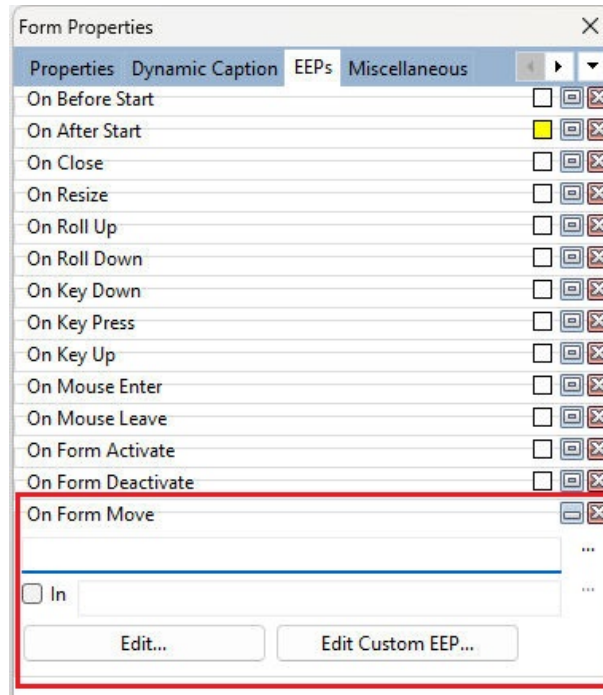 Form Properties
Properties Dynamic Caption EEPs Miscellaneous
On Before Start
On After Start
On Close
On Resize
On Roll Up
On Roll Down
On Key Down
On Key Press
On Key Up
On Mouse Enter
On Mouse Leave
On Form Activate
On Form Deactivate
On Form Move
...
In ...
Edit... Edit Custom EEP...